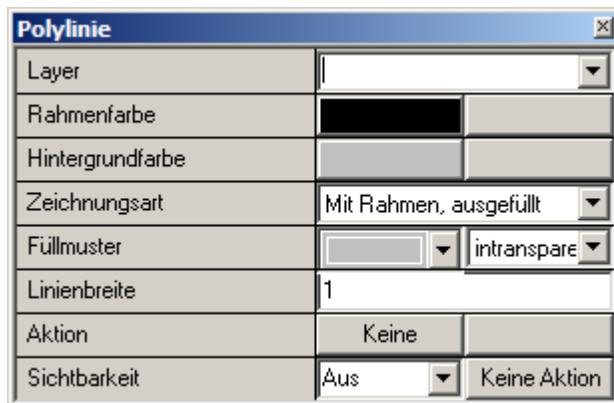 Polylinie
Layer
Rahmenfarbe
Hintergrundfarbe
Zeichnungsart Mit Rahmen, ausgefüllt
Füllmuster intranspare
Linienbreite 1
Aktion Keine
Sichtbarkeit Aus Keine Aktion